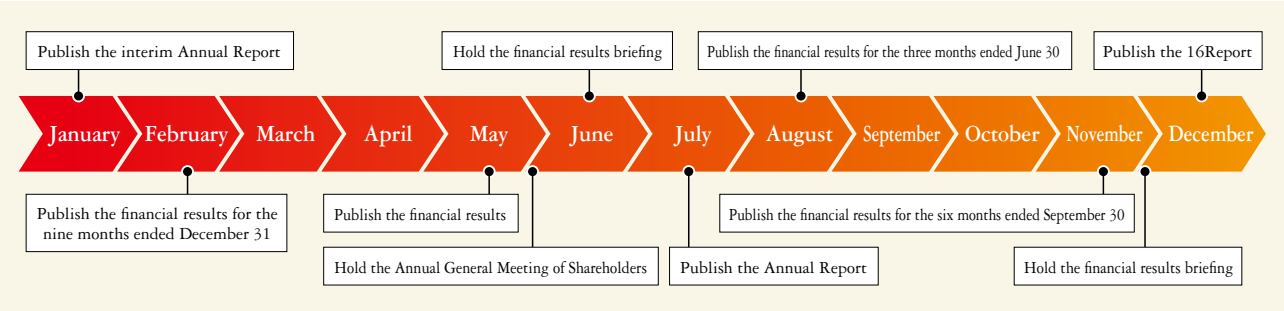 Publish the interim Annual Report
Hold the financial results briefing
Publish the financial results for the three months ended June 30
Publish the 16Report
January
February
March
April
May
June
July
August
September
October
November
December
Publish the financial results for the
nine months ended December 31
Publish the financial results
Publish the financial results for the six months ended September 30
Hold the Annual General Meeting of Shareholders
Publish the Annual Report
Hold the financial results briefing